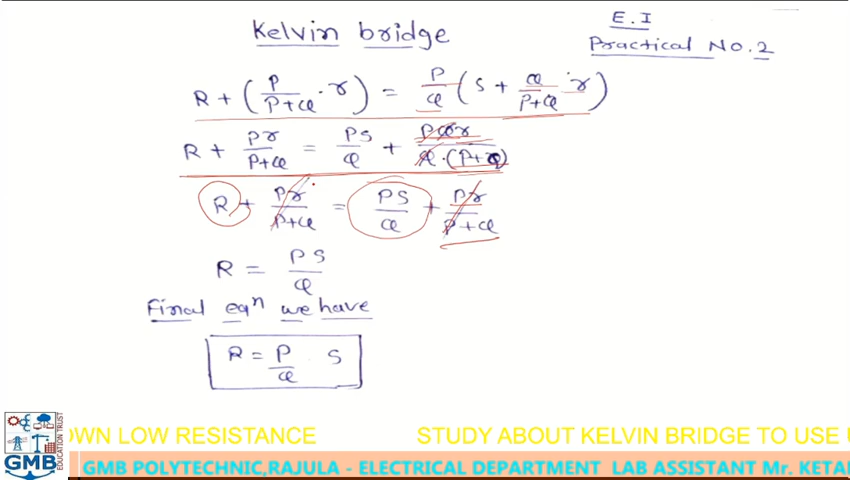 E.I
Kelvin bridge
Practical No.2
R + (P/P+Q · r) = P/Q (S + Q/P+Q · r)
R + Pr/P+Q = PS/Q + PQr/Q·(P+Q)
R + Pr/P+Q = PS/Q + Pr/P+Q
R = PS/Q
Final eqn we have
R = P/Q S
OWN LOW RESISTANCE STUDY ABOUT KELVIN BRIDGE TO USE
GMB
EDUCATION TRUST
GMB POLYTECHNIC,RAJULA - ELECTRICAL DEPARTMENT LAB ASSISTANT Mr. KETA